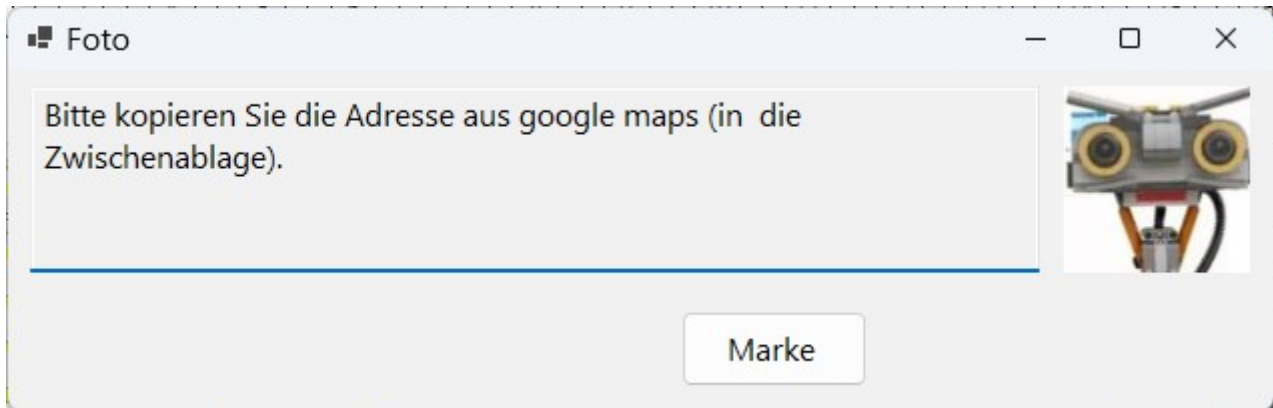 Foto
Bitte kopieren Sie die Adresse aus google maps (in  die
Zwischenablage).
Marke